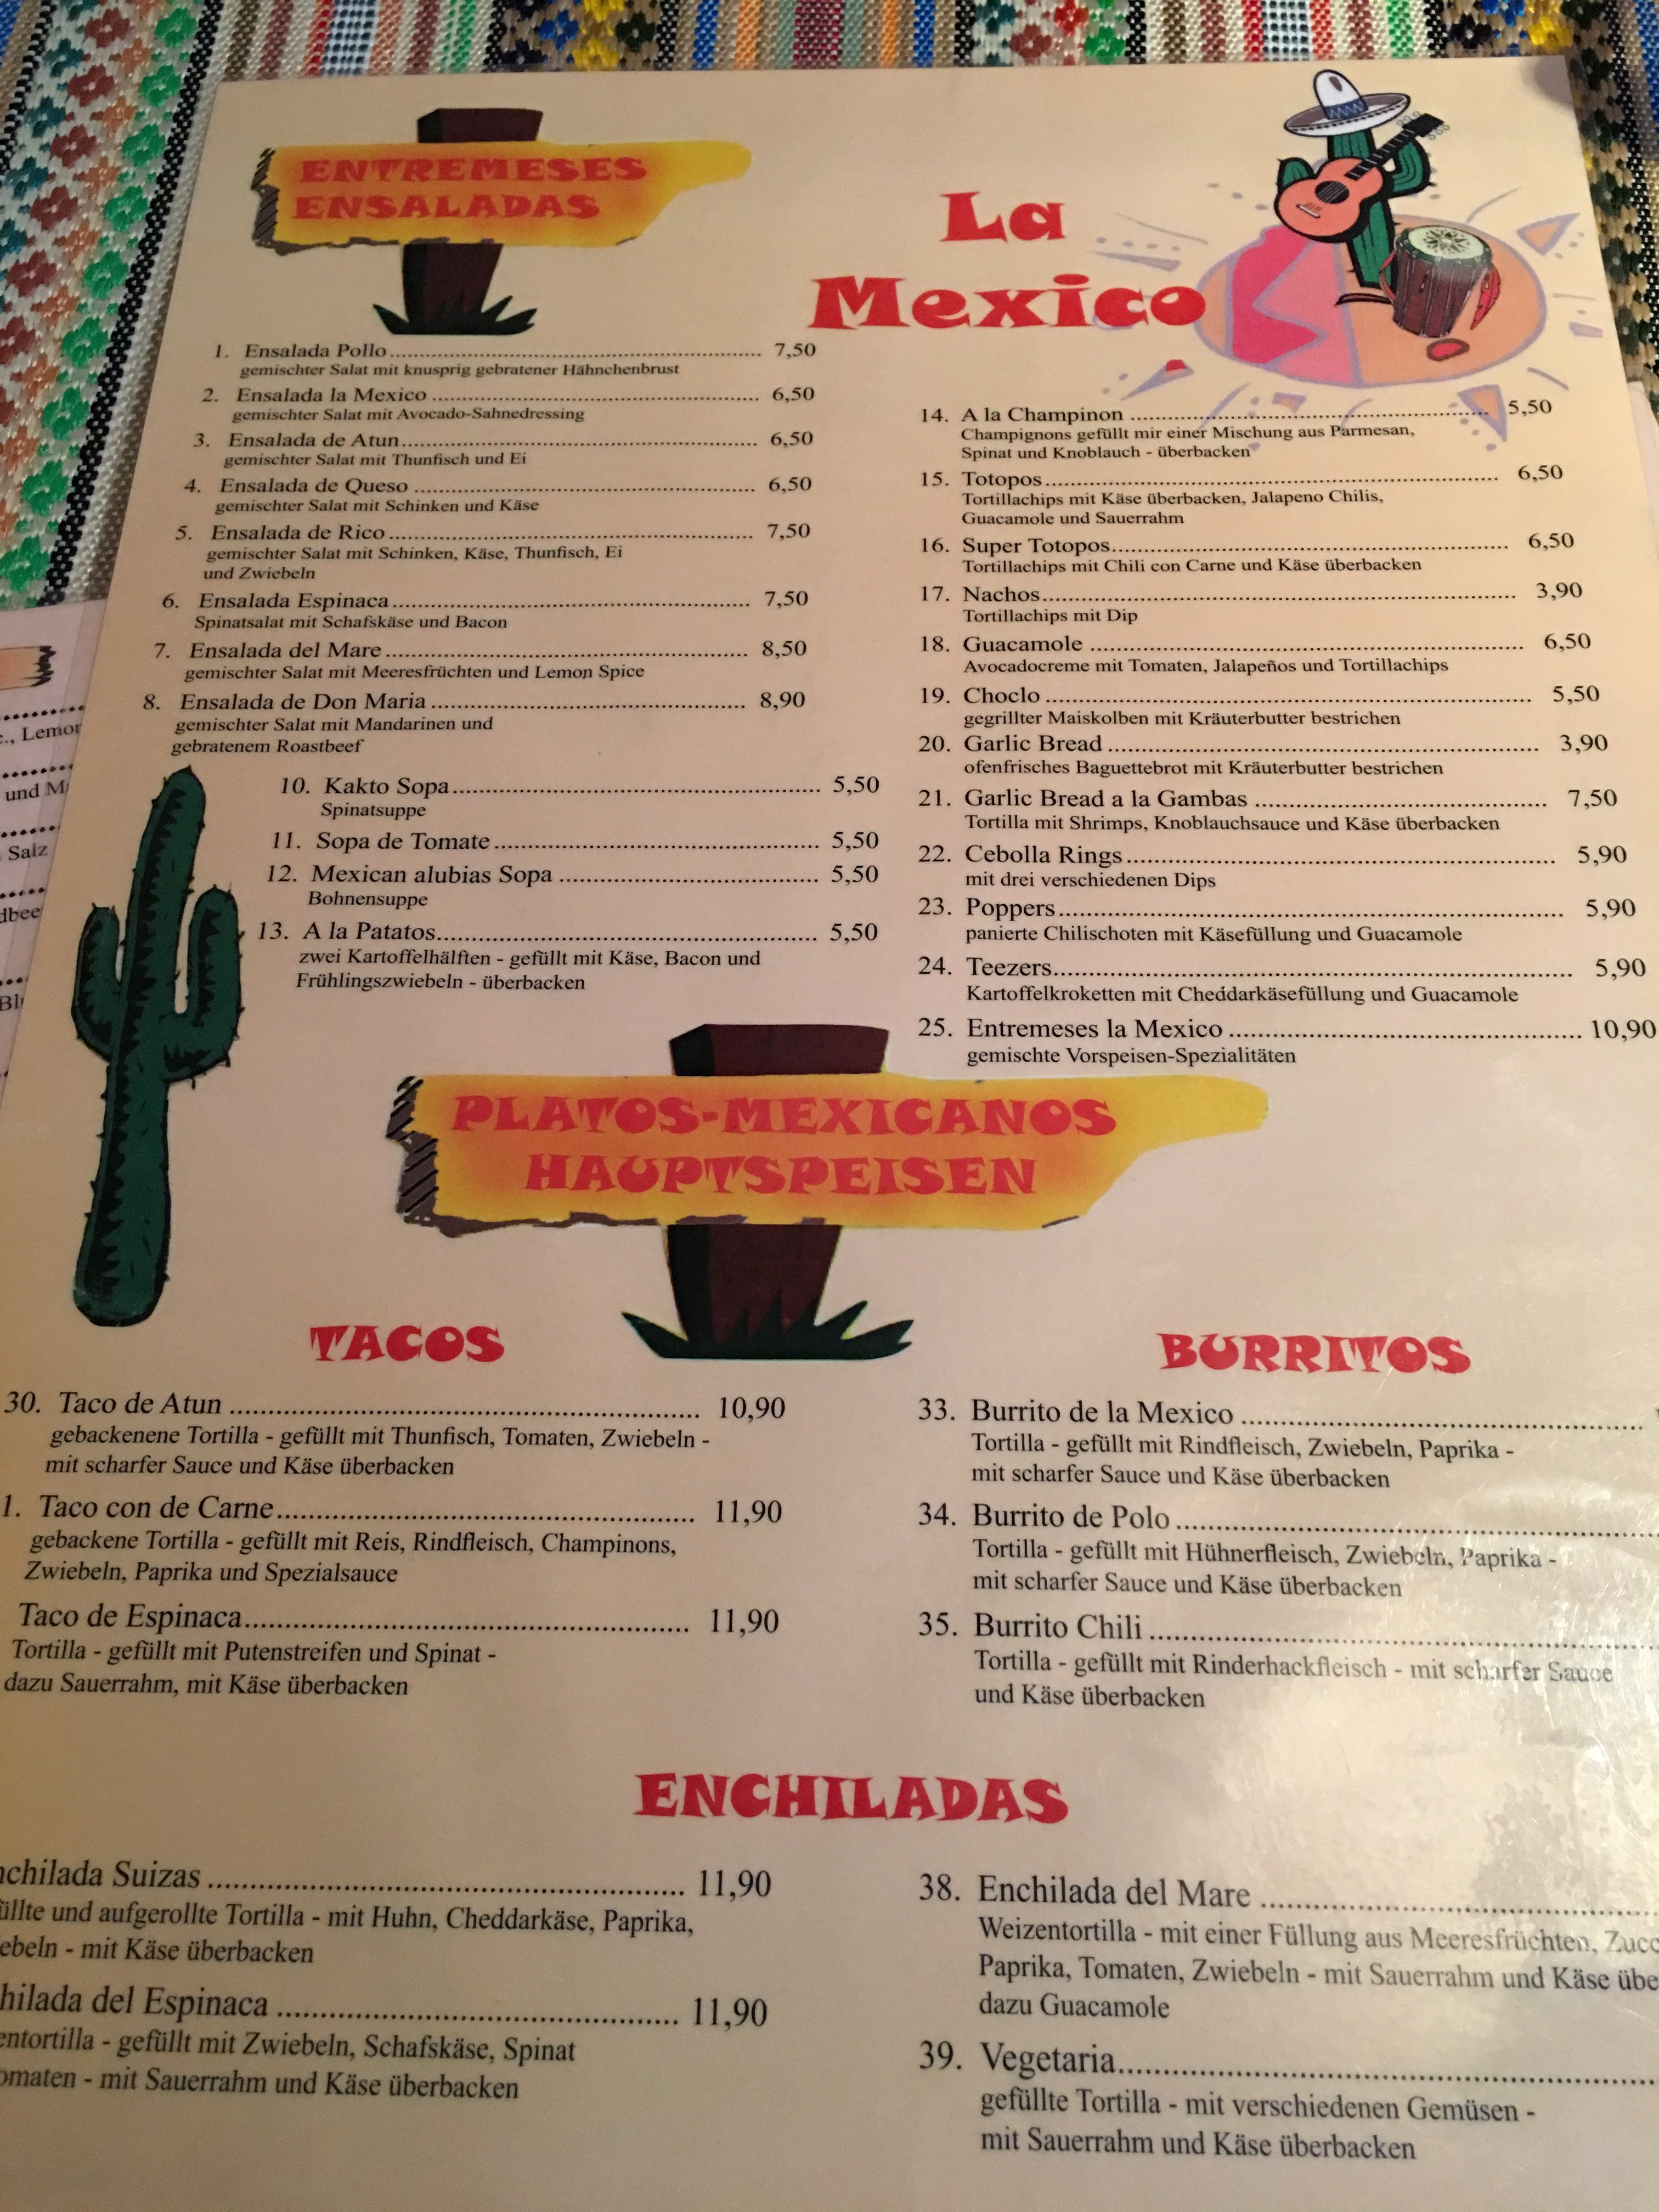 ENTREMESES
ENSALADAS
La
Mexico
1. Ensalada Pollo 7,50
gemischter Salat mit knusprig gebratener Hähnchenbrust
2. Ensalada la Mexico 6,50
gemischter Salat mit Avocado-Sahnedressing
3. Ensalada de Atun 6,50
gemischter Salat mit Thunfisch und Ei
4. Ensalada de Queso 6,50
gemischter Salat mit Schinken und Käse
5. Ensalada de Rico 7,50
gemischter Salat mit Schinken, Käse, Thunfisch, Ei
und Zwiebeln
6. Ensalada Espinaca 7,50
Spinatsalat mit Schafskäse und Bacon
7. Ensalada del Mare 8,50
gemischter Salat mit Meeresfrüchten und Lemon Spice
8. Ensalada de Don Maria 8,90
gemischter Salat mit Mandarinen und
gebratenem Roastbeef
10. Kakto Sopa 5,50
Spinatsuppe
11. Sopa de Tomate 5,50
12. Mexican alubias Sopa 5,50
Bohnensuppe
13. A la Patatos 5,50
zwei Kartoffelhälften - gefüllt mit Käse, Bacon und
Frühlingszwiebeln - überbacken
14. A la Champinon 5,50
Champignons gefüllt mir einer Mischung aus Parmesan,
Spinat und Knoblauch - überbacken
15. Totopos 6,50
Tortillachips mit Käse überbacken, Jalapeno Chilis,
Guacamole und Sauerrahm
16. Super Totopos 6,50
Tortillachips mit Chili con Carne und Käse überbacken
17. Nachos 3,90
Tortillachips mit Dip
18. Guacamole 6,50
Avocadocreme mit Tomaten, Jalapeños und Tortillachips
19. Choclo 5,50
gegrillter Maiskolben mit Kräuterbutter bestrichen
20. Garlic Bread 3,90
ofenfrisches Baguettebrot mit Kräuterbutter bestrichen
21. Garlic Bread a la Gambas 7,50
Tortilla mit Shrimps, Knoblauchsauce und Käse überbacken
22. Cebolla Rings 5,90
mit drei verschiedenen Dips
23. Poppers 5,90
panierte Chilischoten mit Käsefüllung und Guacamole
24. Teezers 5,90
Kartoffelkroketten mit Cheddarkäsefüllung und Guacamole
25. Entremeses la Mexico 10,90
gemischte Vorspeisen-Spezialitäten
PLATOS-MEXICANOS
HAUPTSPEISEN
TACOS
30. Taco de Atun 10,90
gebackenene Tortilla - gefüllt mit Thunfisch, Tomaten, Zwiebeln -
mit scharfer Sauce und Käse überbacken
1. Taco con de Carne 11,90
gebackene Tortilla - gefüllt mit Reis, Rindfleisch, Champinons,
Zwiebeln, Paprika und Spezialsauce
Taco de Espinaca 11,90
Tortilla - gefüllt mit Putenstreifen und Spinat -
dazu Sauerrahm, mit Käse überbacken
BURRITOS
33. Burrito de la Mexico
Tortilla - gefüllt mit Rindfleisch, Zwiebeln, Paprika -
mit scharfer Sauce und Käse überbacken
34. Burrito de Polo
Tortilla - gefüllt mit Hühnerfleisch, Zwiebeln, Paprika -
mit scharfer Sauce und Käse überbacken
35. Burrito Chili
Tortilla - gefüllt mit Rinderhackfleisch - mit scharfer Sauce
und Käse überbacken
ENCHILADAS
nchilada Suizas 11,90
üllte und aufgerollte Tortilla - mit Huhn, Cheddarkäse, Paprika,
ebeln - mit Käse überbacken
hilada del Espinaca 11,90
entortilla - gefüllt mit Zwiebeln, Schafskäse, Spinat
omaten - mit Sauerrahm und Käse überbacken
38. Enchilada del Mare
Weizentortilla - mit einer Füllung aus Meeresfrüchten, Zucc
Paprika, Tomaten, Zwiebeln - mit Sauerrahm und Käse übe
dazu Guacamole
39. Vegetaria
gefüllte Tortilla - mit verschiedenen Gemüsen -
mit Sauerrahm und Käse überbacken
., Lemor
und M
Salz
dbee
Bl